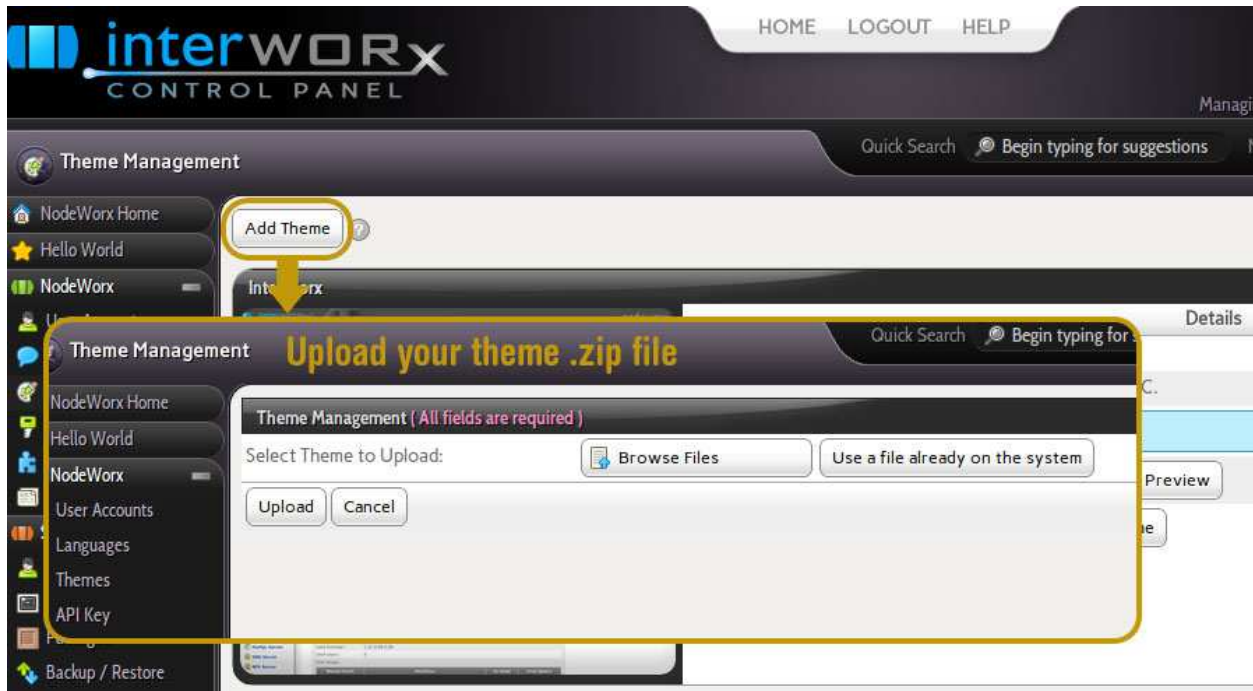 HOME LOGOUT HELP
interworx
CONTROL PANEL
Managi
Theme Management
Quick Search Begin typing for suggestions
NodeWorx Home
Add Theme
Hello World
NodeWorx
Details
Theme Management
Upload your theme .zip file
Quick Search Begin typing for
C.
NodeWorx Home
Theme Management ( All fields are required )
Hello World
Select Theme to Upload:
Browse Files
Use a file already on the system
NodeWorx
Preview
User Accounts
Upload
Cancel
Languages
Themes
API Key
Backup / Restore